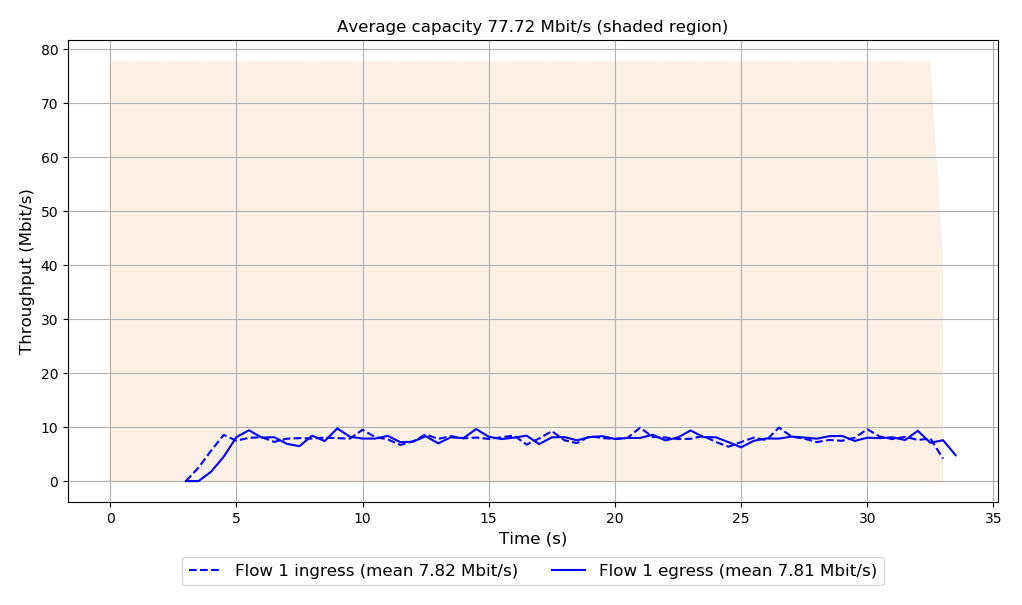 Average capacity 77.72 Mbit/s (shaded region)
Throughput (Mbit/s)
80
70
60
50
40
30
20
10
0
0 5 10 15 20 25 30 35
Time (s)
Flow 1 ingress (mean 7.82 Mbit/s) Flow 1 egress (mean 7.81 Mbit/s)